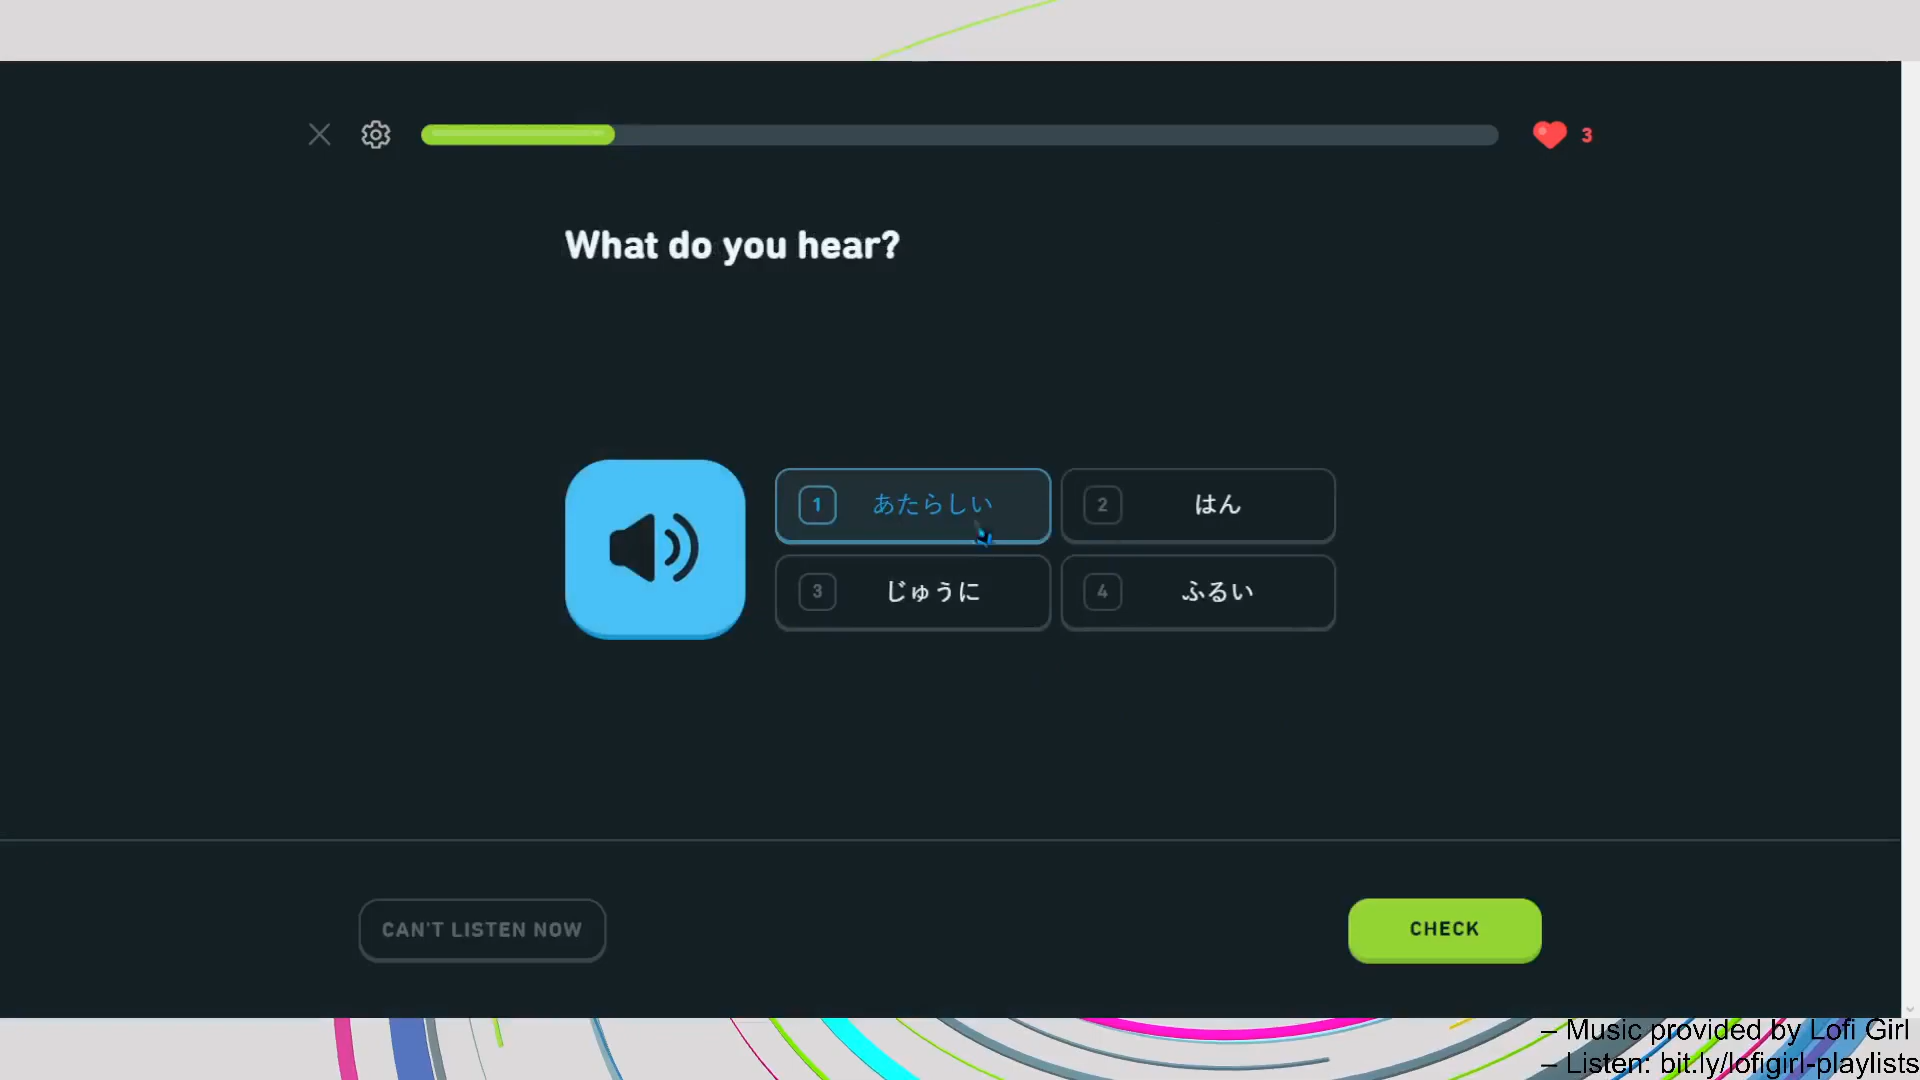 3
What do you hear?
1 あたらしい
2 はん
3 じゅうに
4 ふるい
CAN'T LISTEN NOW
CHECK
– Music provided by Lofi Girl
– Listen: bit.ly/lofigirl-playlists